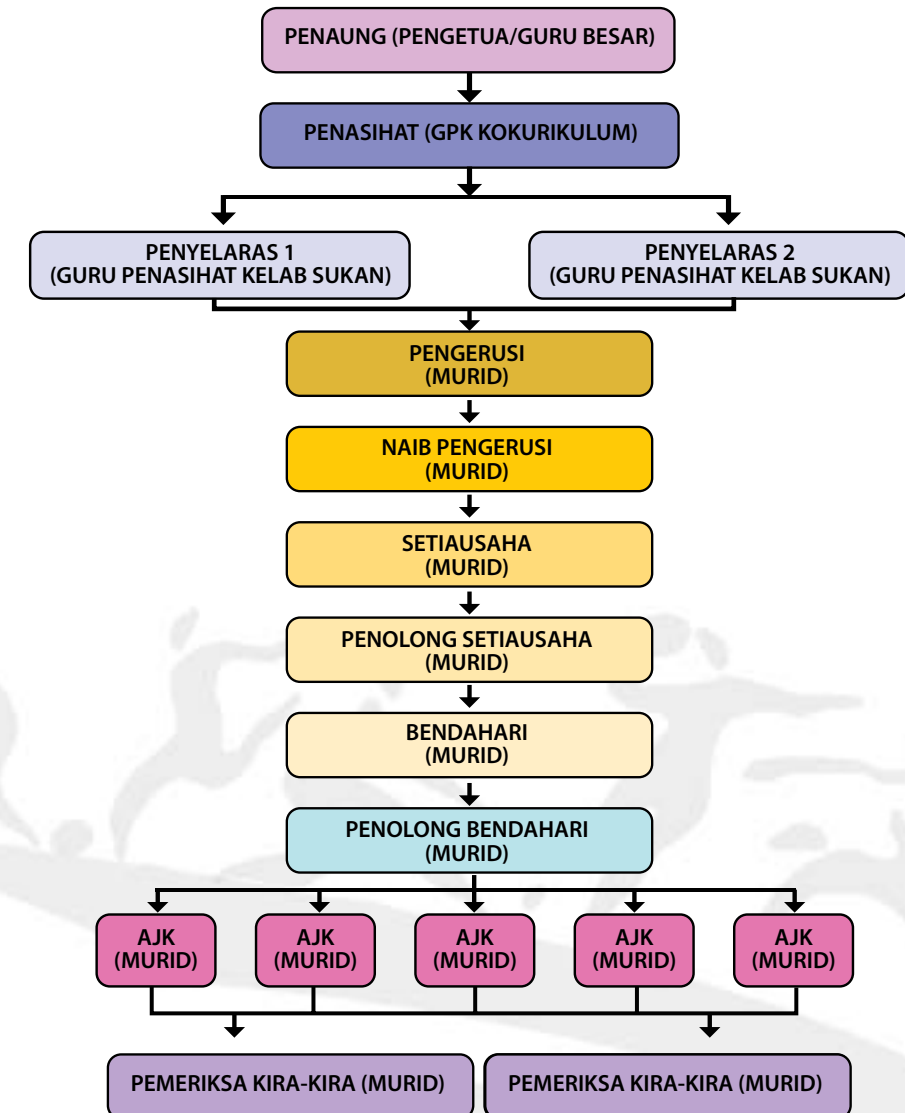 PENAUNG (PENGETUA/GURU BESAR)
PENASIHAT (GPK KOKURIKULUM)
PENYELARAS 1
(GURU PENASIHAT KELAB SUKAN)
PENYELARAS 2
(GURU PENASIHAT KELAB SUKAN)
PENGERUSI
(MURID)
NAIB PENGERUSI
(MURID)
SETIAUSAHA
(MURID)
PENOLONG SETIAUSAHA
(MURID)
BENDAHARI
(MURID)
PENOLONG BENDAHARI
(MURID)
AJK
(MURID)
AJK
(MURID)
AJK
(MURID)
AJK
(MURID)
AJK
(MURID)
PEMERIKSA KIRA-KIRA (MURID)
PEMERIKSA KIRA-KIRA (MURID)